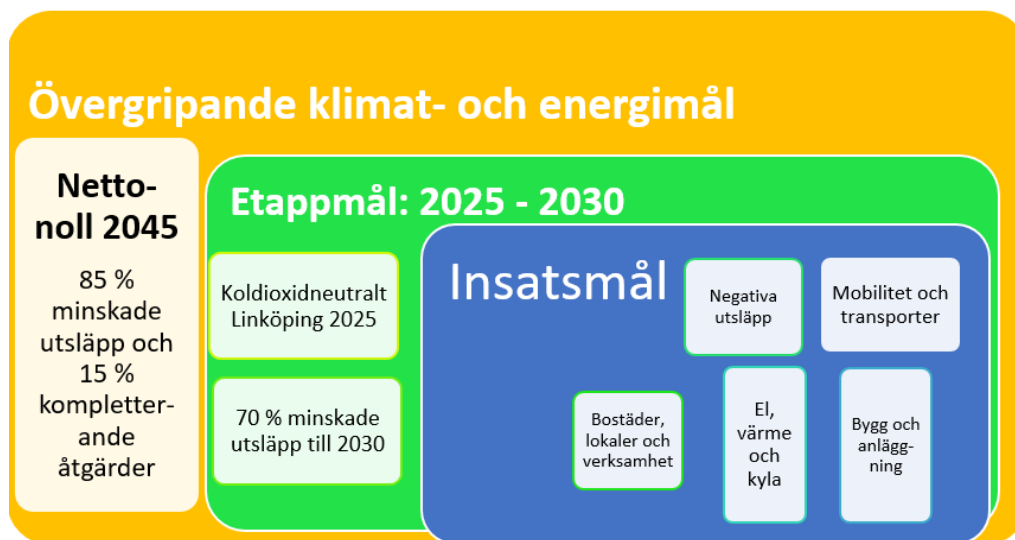 Övergripande klimat- och energimål
Netto-
noll 2045
85 %
minskade
utsläpp och
15 %
kompletter-
ande
åtgärder
Etappmål: 2025 - 2030
Koldioxidneutralt
Linköping 2025
70 % minskade
utsläpp till 2030
Insatsmål
Negativa
utsläpp
Mobilitet och
transporter
Bostäder,
lokaler och
verksamhet
El,
värme
och
kyla
Bygg och
anlägg-
ning